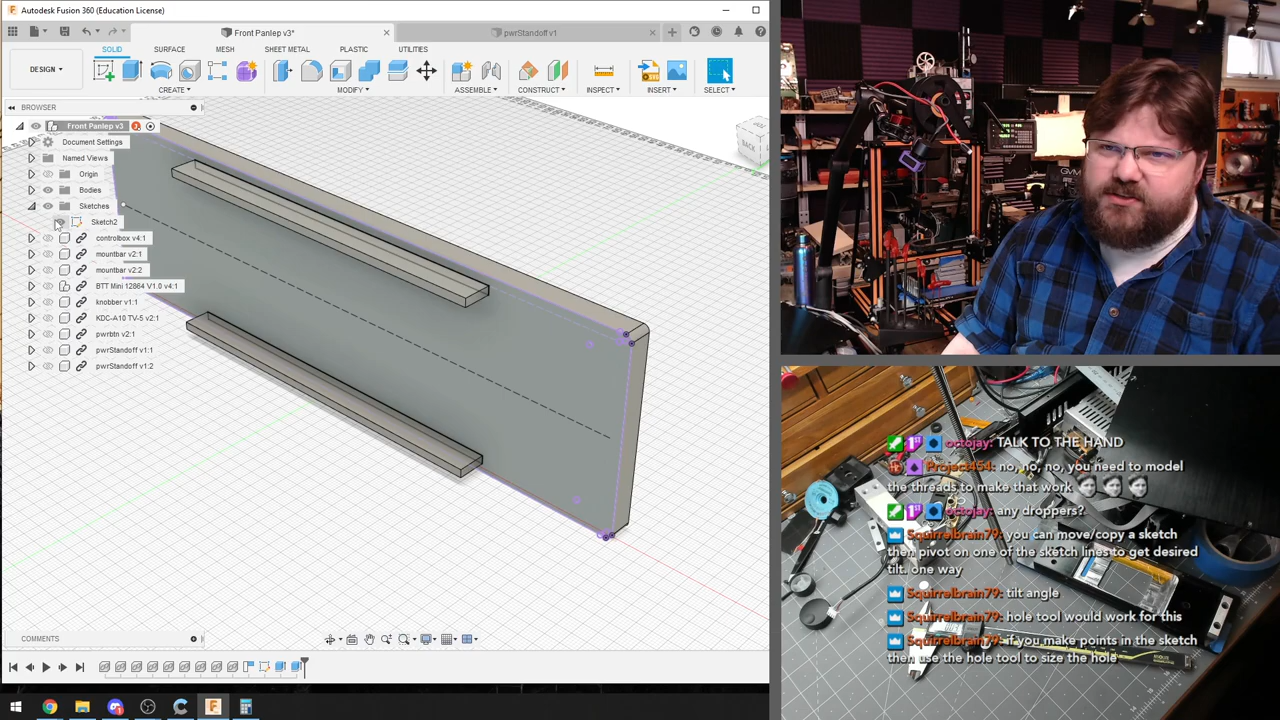 Autodesk Fusion 360 (Education License)
Front Panlep v3*
pwrStandoff v1
DESIGN
SOLID SURFACE MESH SHEET METAL PLASTIC UTILITIES
CREATE MODIFY ASSEMBLE CONSTRUCT INSPECT INSERT SELECT
BROWSER
Front Panlep v3
Document Settings
Named Views
Origin
Bodies
Sketches
Sketch2
controlbox v4:1
mountbar v2:1
mountbar v2:2
BTT Mini 12864 V1.0 v4:1
knobber v1:1
KDC-A10 TV-5 v2:1
pwrbtn v2:1
pwrStandoff v1:1
pwrStandoff v1:2
BACK
COMMENTS
GVM
octojay: TALK TO THE HAND
Project454: no, no, no, you need to model
the threads to make that work
octojay: any droppers?
Squirrelbrain79: you can move/copy a sketch
then pivot on one of the sketch lines to get desired
tilt. one way
Squirrelbrain79: tilt angle
Squirrelbrain79: hole tool would work for this
Squirrelbrain79: if you make points in the sketch
then use the hole tool to size the hole